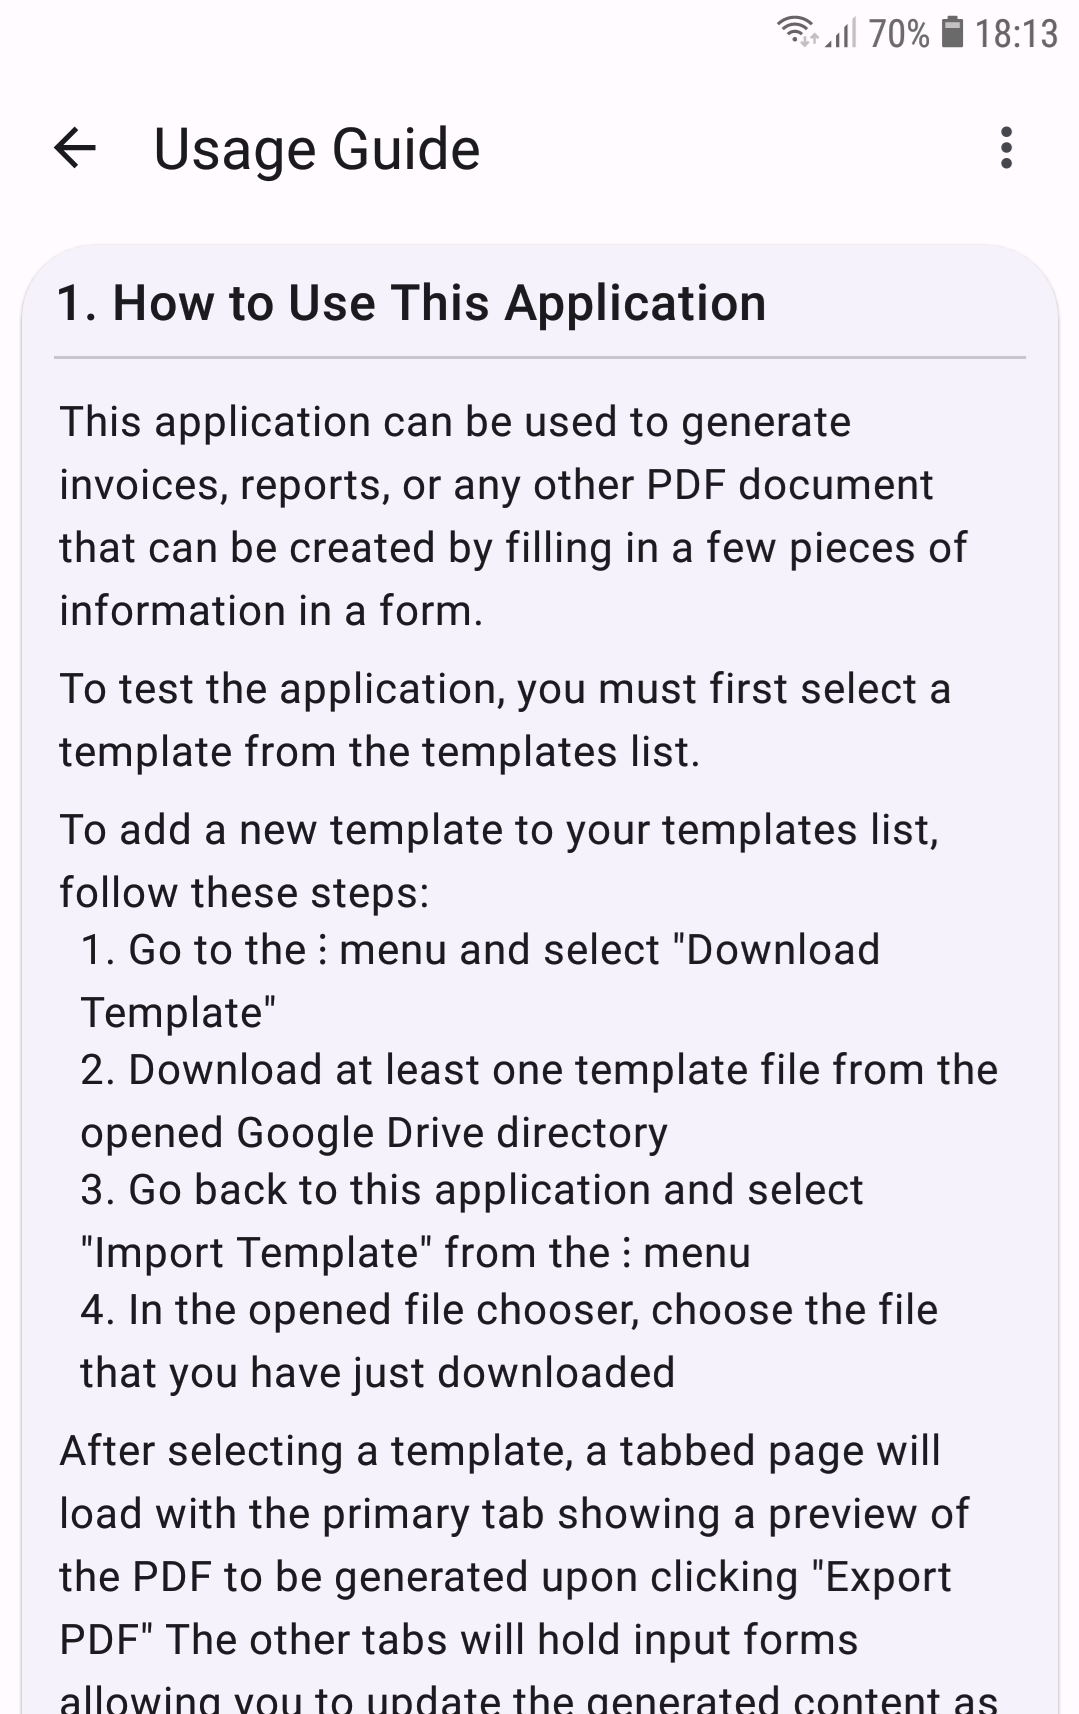 70% 18:13
Usage Guide
1. How to Use This Application
This application can be used to generate
invoices, reports, or any other PDF document
that can be created by filling in a few pieces of
information in a form.
To test the application, you must first select a
template from the templates list.
To add a new template to your templates list,
follow these steps:
1. Go to the ⋮ menu and select "Download
Template"
2. Download at least one template file from the
opened Google Drive directory
3. Go back to this application and select
"Import Template" from the ⋮ menu
4. In the opened file chooser, choose the file
that you have just downloaded
After selecting a template, a tabbed page will
load with the primary tab showing a preview of
the PDF to be generated upon clicking "Export
PDF" The other tabs will hold input forms
allowing you to update the generated content as